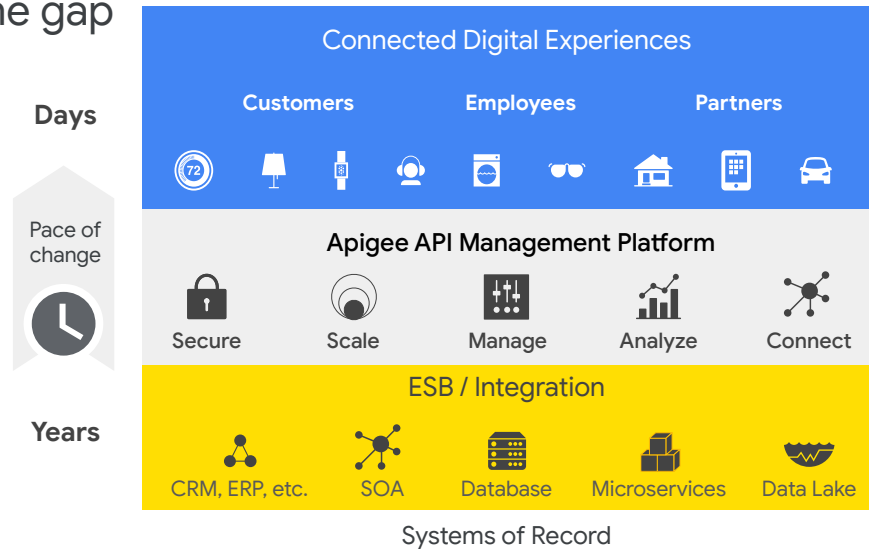 ne gap
Connected Digital Experiences
Customers
Employees
Partners
Days
72
Pace of
change
Apigee API Management Platform
Secure
Scale
Manage
Analyze
Connect
ESB / Integration
Years
CRM, ERP, etc.
SOA
Database
Microservices
Data Lake
Systems of Record